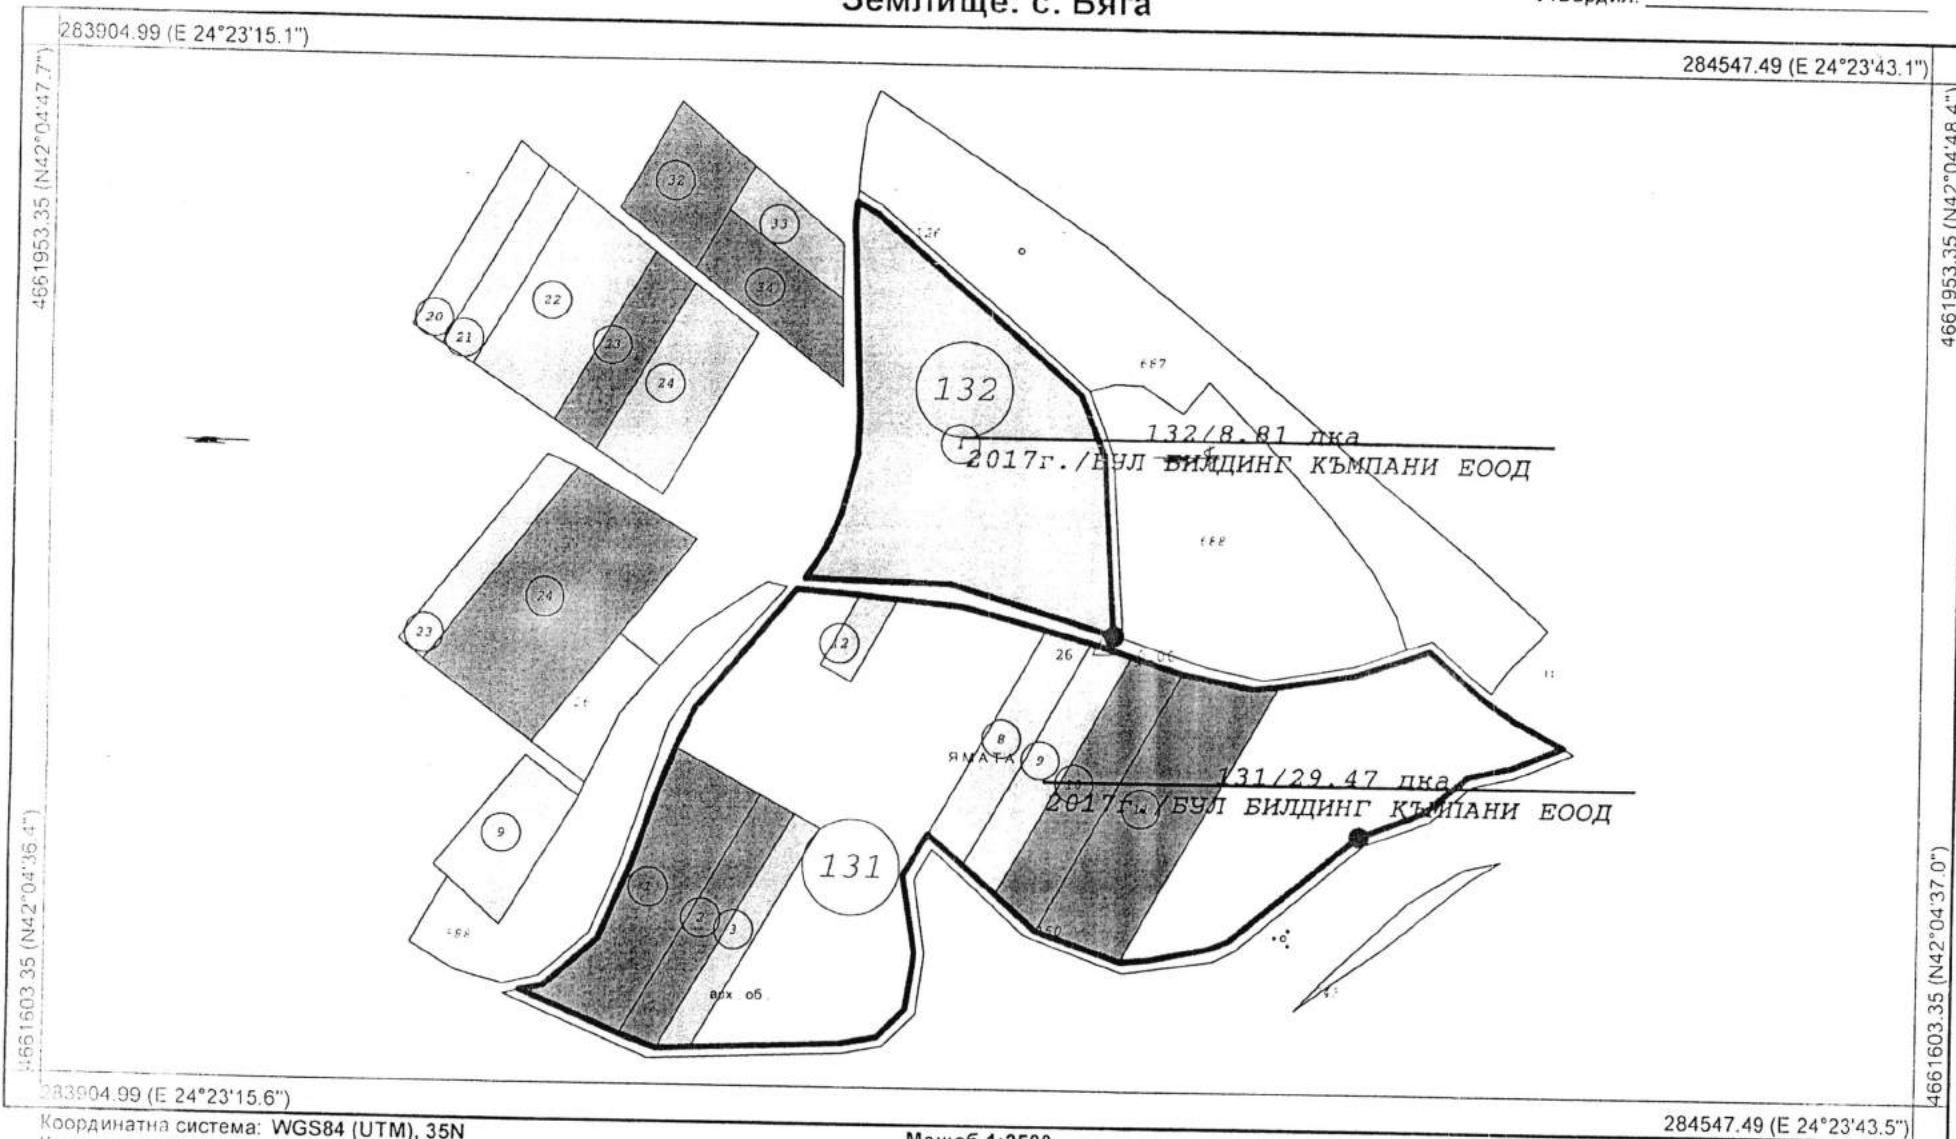 Землище: с. Бяга
283904.99 (E 24°23'15.1")
284547.49 (E 24°23'43.1")
4661953.35 (N42°04'47.7")
4661953.35 (N42°04'48.4")
32
33
34
20
21
22
23
24
126
132
1
687
132/8.81 дка
2017г./БУЛ БИЛДИНГ КЪМПАНИ ЕООД
688
24
23
12
26
8
ЯМАТА
9
10
131/29.47 дка
2017г./БУЛ БИЛДИНГ КЪМПАНИ ЕООД
9
131
2
3
арх. об.
4661603.35 (N42°04'36.4")
4661603.35 (N42°04'37.0")
283904.99 (E 24°23'15.6")
284547.49 (E 24°23'43.5")
Координатна система: WGS84 (UTM), 35N